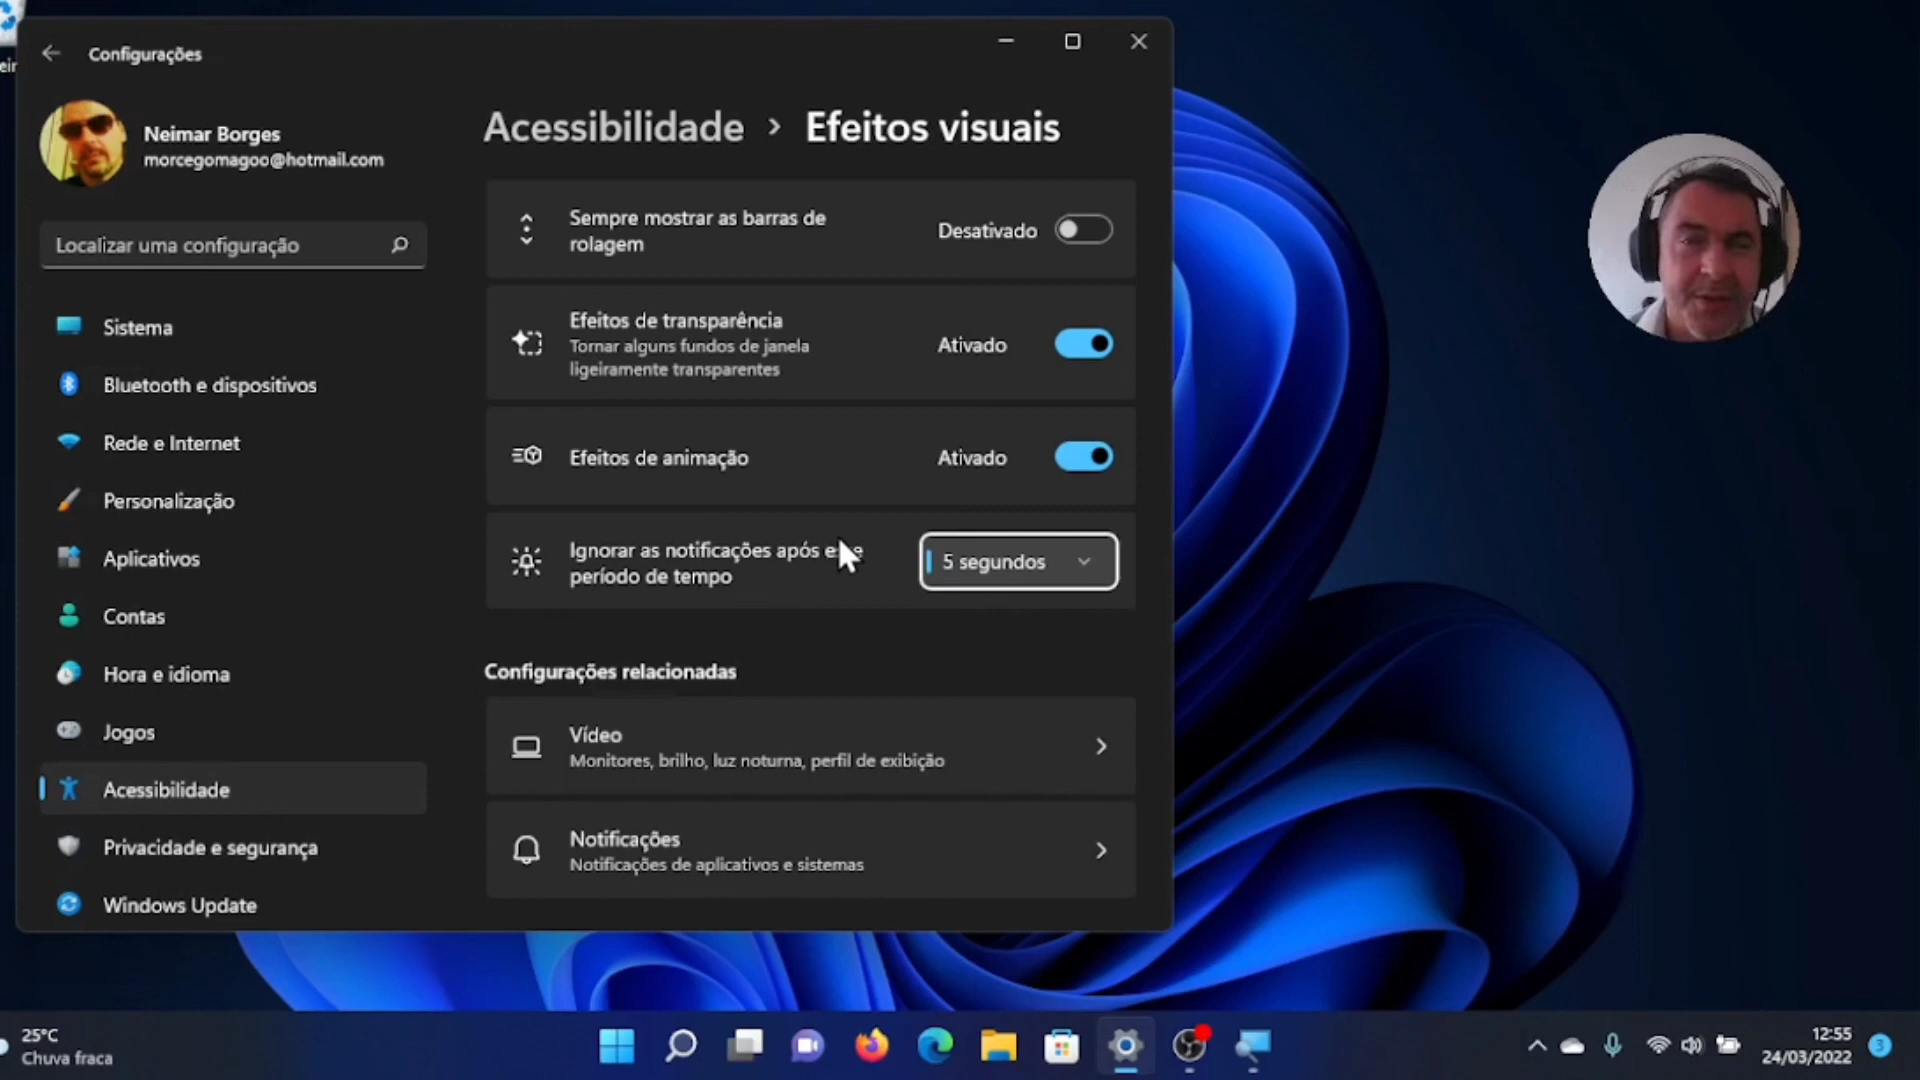 Configurações
Neimar Borges
morcegomagoo@hotmail.com
Localizar uma configuração
Sistema
Bluetooth e dispositivos
Rede e Internet
Personalização
Aplicativos
Contas
Hora e idioma
Jogos
Acessibilidade
Privacidade e segurança
Windows Update
Acessibilidade › Efeitos visuais
Sempre mostrar as barras de
rolagem
Desativado
Efeitos de transparência
Tornar alguns fundos de janela
ligeiramente transparentes
Ativado
Efeitos de animação
Ativado
Ignorar as notificações após
período de tempo
5 segundos
Configurações relacionadas
Vídeo
Monitores, brilho, luz noturna, perfil de exibição
Notificações
Notificações de aplicativos e sistemas
25°C
Chuva fraca
12:55
24/03/2022
3